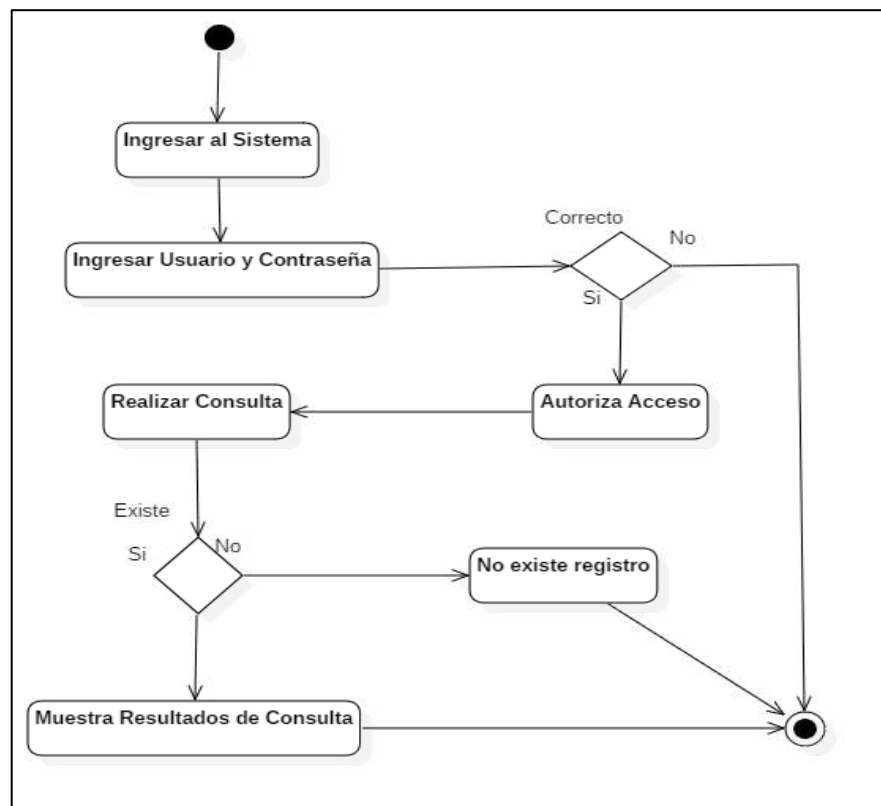 Ingresar al Sistema
Correcto
No
Ingresar Usuario y Contraseña
Si
Realizar Consulta
Autoriza Acceso
Existe
Si
No
No existe registro
Muestra Resultados de Consulta